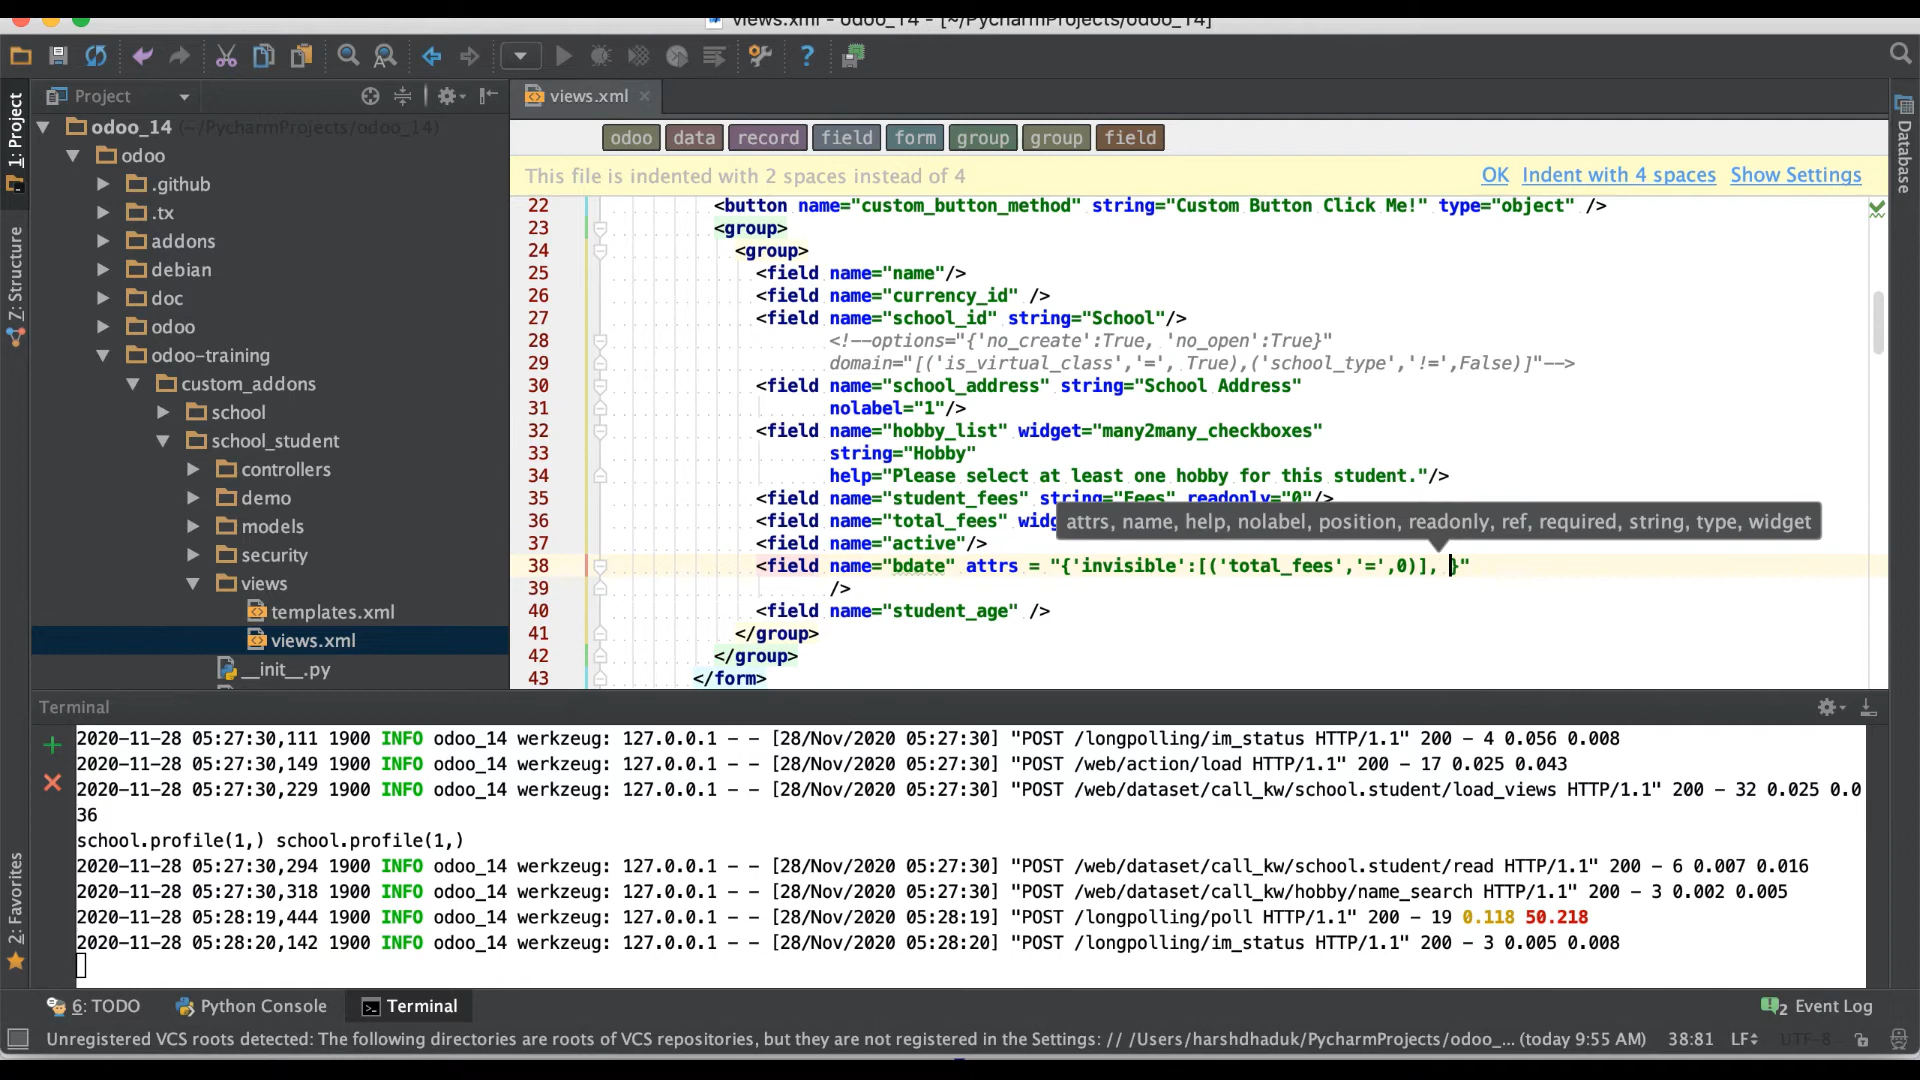 views.xml - odoo_14 - [~/PycharmProjects/odoo_14]
Project
views.xml
1: Project
7: Structure
2: Favorites
Database
odoo_14 (~/PycharmProjects/odoo_14)
odoo
.github
.tx
addons
debian
doc
odoo
odoo-training
custom_addons
school
school_student
controllers
demo
models
security
views
templates.xml
views.xml
__init__.py
odoo data record field form group group field
This file is indented with 2 spaces instead of 4 OK Indent with 4 spaces Show Settings
22 <button name="custom_button_method" string="Custom Button Click Me!" type="object" />
23 <group>
24 <group>
25 <field name="name"/>
26 <field name="currency_id" />
27 <field name="school_id" string="School"/>
28 <!--options="{'no_create':True, 'no_open':True}"
29 domain="[('is_virtual_class','=', True),('school_type','!=',False)]"-->
30 <field name="school_address" string="School Address"
31 nolabel="1"/>
32 <field name="hobby_list" widget="many2many_checkboxes"
33 string="Hobby"
34 help="Please select at least one hobby for this student."/>
35 <field name="student_fees" string="Fees" readonly="0"/>
36 <field name="total_fees" widg
attrs, name, help, nolabel, position, readonly, ref, required, string, type, widget
37 <field name="active"/>
38 <field name="bdate" attrs = "{'invisible':[('total_fees','=',0)], }"
39 />
40 <field name="student_age" />
41 </group>
42 </group>
43 </form>
Terminal
2020-11-28 05:27:30,111 1900 INFO odoo_14 werkzeug: 127.0.0.1 - - [28/Nov/2020 05:27:30] "POST /longpolling/im_status HTTP/1.1" 200 - 4 0.056 0.008
2020-11-28 05:27:30,149 1900 INFO odoo_14 werkzeug: 127.0.0.1 - - [28/Nov/2020 05:27:30] "POST /web/action/load HTTP/1.1" 200 - 17 0.025 0.043
2020-11-28 05:27:30,229 1900 INFO odoo_14 werkzeug: 127.0.0.1 - - [28/Nov/2020 05:27:30] "POST /web/dataset/call_kw/school.student/load_views HTTP/1.1" 200 - 32 0.025 0.0
36
school.profile(1,) school.profile(1,)
2020-11-28 05:27:30,294 1900 INFO odoo_14 werkzeug: 127.0.0.1 - - [28/Nov/2020 05:27:30] "POST /web/dataset/call_kw/school.student/read HTTP/1.1" 200 - 6 0.007 0.016
2020-11-28 05:27:30,318 1900 INFO odoo_14 werkzeug: 127.0.0.1 - - [28/Nov/2020 05:27:30] "POST /web/dataset/call_kw/hobby/name_search HTTP/1.1" 200 - 3 0.002 0.005
2020-11-28 05:28:19,444 1900 INFO odoo_14 werkzeug: 127.0.0.1 - - [28/Nov/2020 05:28:19] "POST /longpolling/poll HTTP/1.1" 200 - 19 0.118 50.218
2020-11-28 05:28:20,142 1900 INFO odoo_14 werkzeug: 127.0.0.1 - - [28/Nov/2020 05:28:20] "POST /longpolling/im_status HTTP/1.1" 200 - 3 0.005 0.008
6: TODO Python Console Terminal 2 Event Log
Unregistered VCS roots detected: The following directories are roots of VCS repositories, but they are not registered in the Settings: // /Users/harshdhaduk/PycharmProjects/odoo_... (today 9:55 AM) 38:81 LF UTF-8